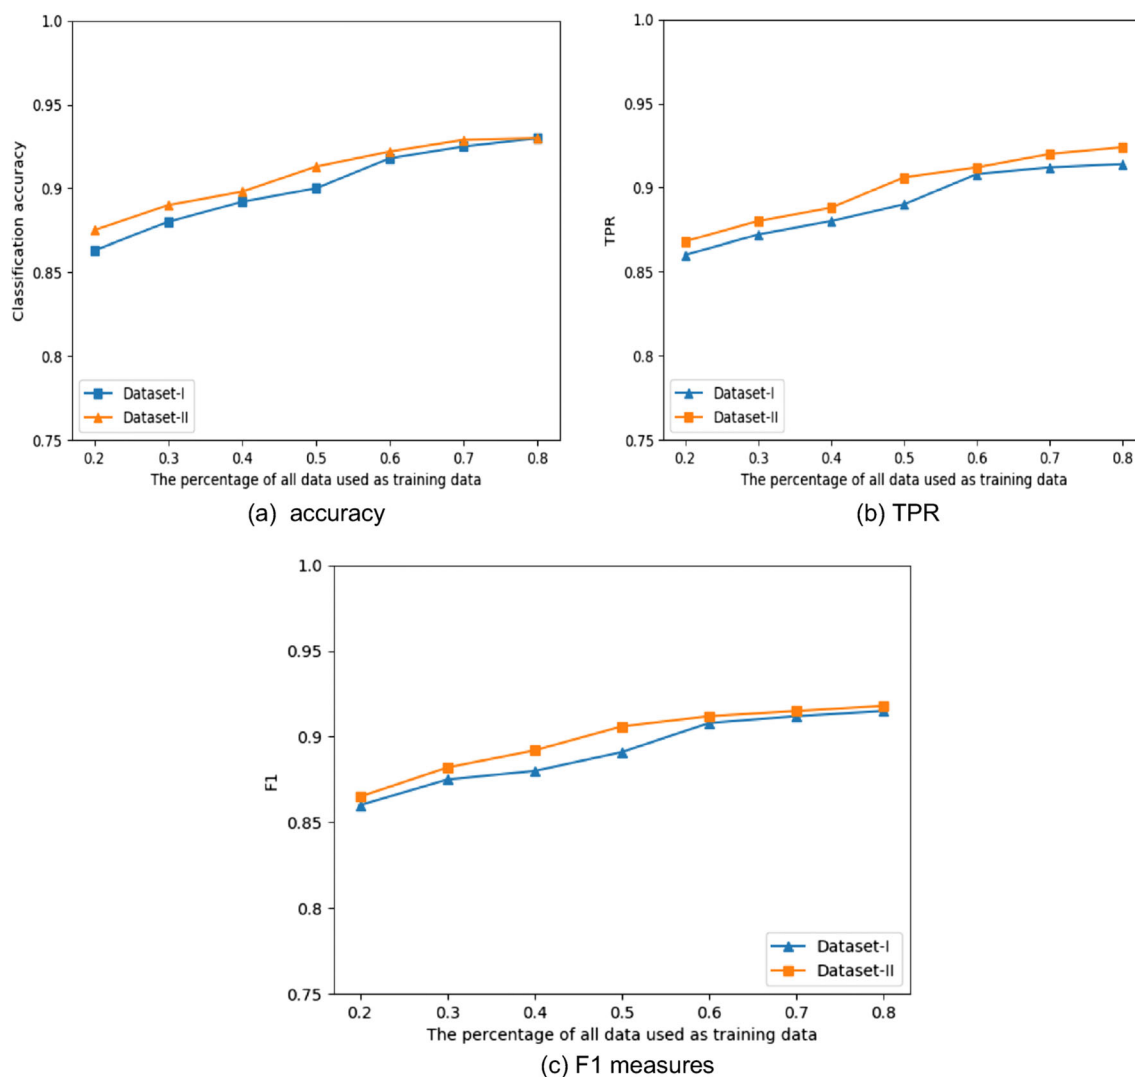 1.0
0.95
0.9
0.85
0.8
0.75
Classification accuracy
Dataset-I
Dataset-II
0.2 0.3 0.4 0.5 0.6 0.7 0.8
The percentage of all data used as training data
(a) accuracy
1.0
0.95
0.9
0.85
0.8
0.75
TPR
Dataset-I
Dataset-II
0.2 0.3 0.4 0.5 0.6 0.7 0.8
The percentage of all data used as training data
(b) TPR
1.0
0.95
0.9
0.85
0.8
0.75
F1
Dataset-I
Dataset-II
0.2 0.3 0.4 0.5 0.6 0.7 0.8
The percentage of all data used as training data
(c) F1 measures